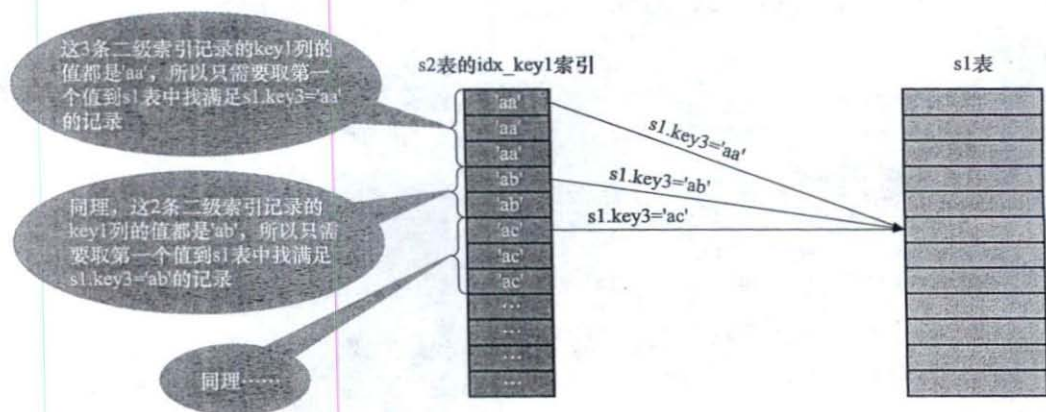 这3条二级索引记录的key1列的
值都是'aa'，所以只需要取第一
个值到s1表中找满足s1.key3='aa'
的记录
同理，这2条二级索引记录的
key1列的值都是'ab'，所以只需
要取第一个值到s1表中找满足
s1.key3='ab'的记录
同理……
s2表的idx_key1索引
'aa'
'aa'
'aa'
'ab'
'ab'
'ac'
'ac'
'ac'
…
…
…
…
s1.key3='aa'
s1.key3='ab'
s1.key3='ac'
s1表